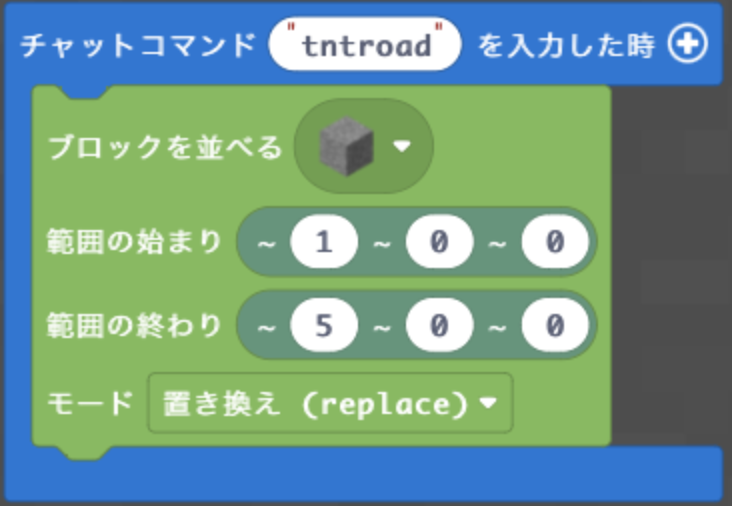 チャットコマンド "tntroad" を入力した時
ブロックを並べる
範囲の始まり ~ 1 ~ 0 ~ 0
範囲の終わり ~ 5 ~ 0 ~ 0
モード 置き換え (replace)